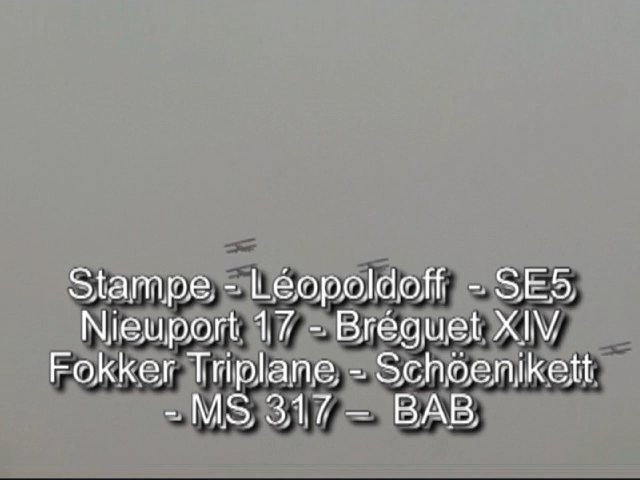 Stampe - Léopoldoff - SE5
Nieuport 17 - Bréguet XIV
Fokker Triplane - Schöenikett
- MS 317 – BAB